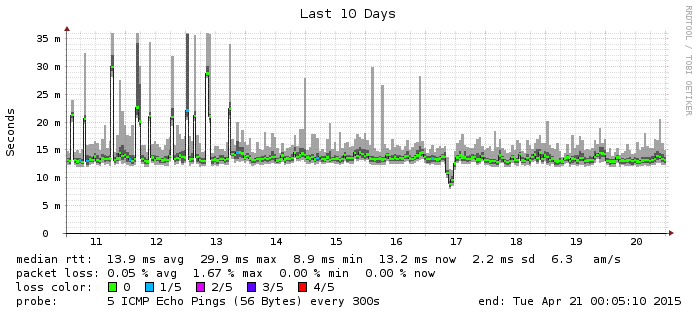 Last 10 Days
RRDTOOL / TOBI OETIKER
Seconds
35 m
30 m
25 m
20 m
15 m
10 m
5 m
0
11 12 13 14 15 16 17 18 19 20
median rtt: 13.9 ms avg 29.9 ms max 8.9 ms min 13.2 ms now 2.2 ms sd 6.3 am/s
packet loss: 0.05 % avg 1.67 % max 0.00 % min 0.00 % now
loss color: 0 1/5 2/5 3/5 4/5
probe: 5 ICMP Echo Pings (56 Bytes) every 300s end: Tue Apr 21 00:05:10 2015